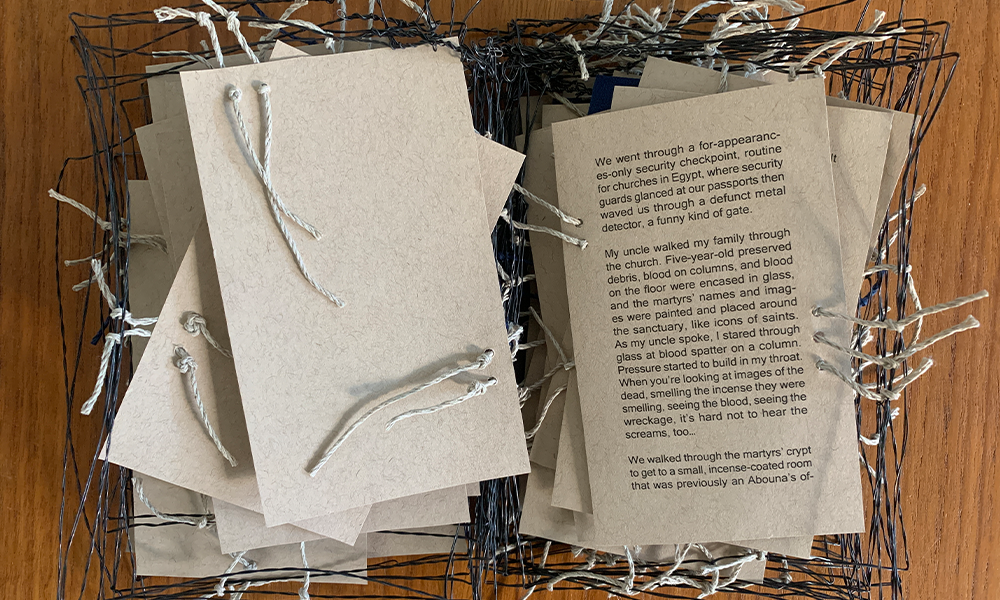 We went through a for-appearanc-
es-only security checkpoint, routine
for churches in Egypt, where security
guards glanced at our passports then
waved us through a defunct metal
detector, a funny kind of gate.
My uncle walked my family through
the church. Five-year-old preserved
debris, blood on columns, and blood
on the floor were encased in glass,
and the martyrs' names and imag-
es were painted and placed around
the sanctuary, like icons of saints.
As my uncle spoke, I stared through
glass at blood spatter on a column.
Pressure started to build in my throat.
When you're looking at images of the
dead, smelling the incense they were
smelling, seeing the blood, seeing the
wreckage, it's hard not to hear the
screams, too...
We walked through the martyrs' crypt
to get to a small, incense-coated room
that was previously an Abouna's of-